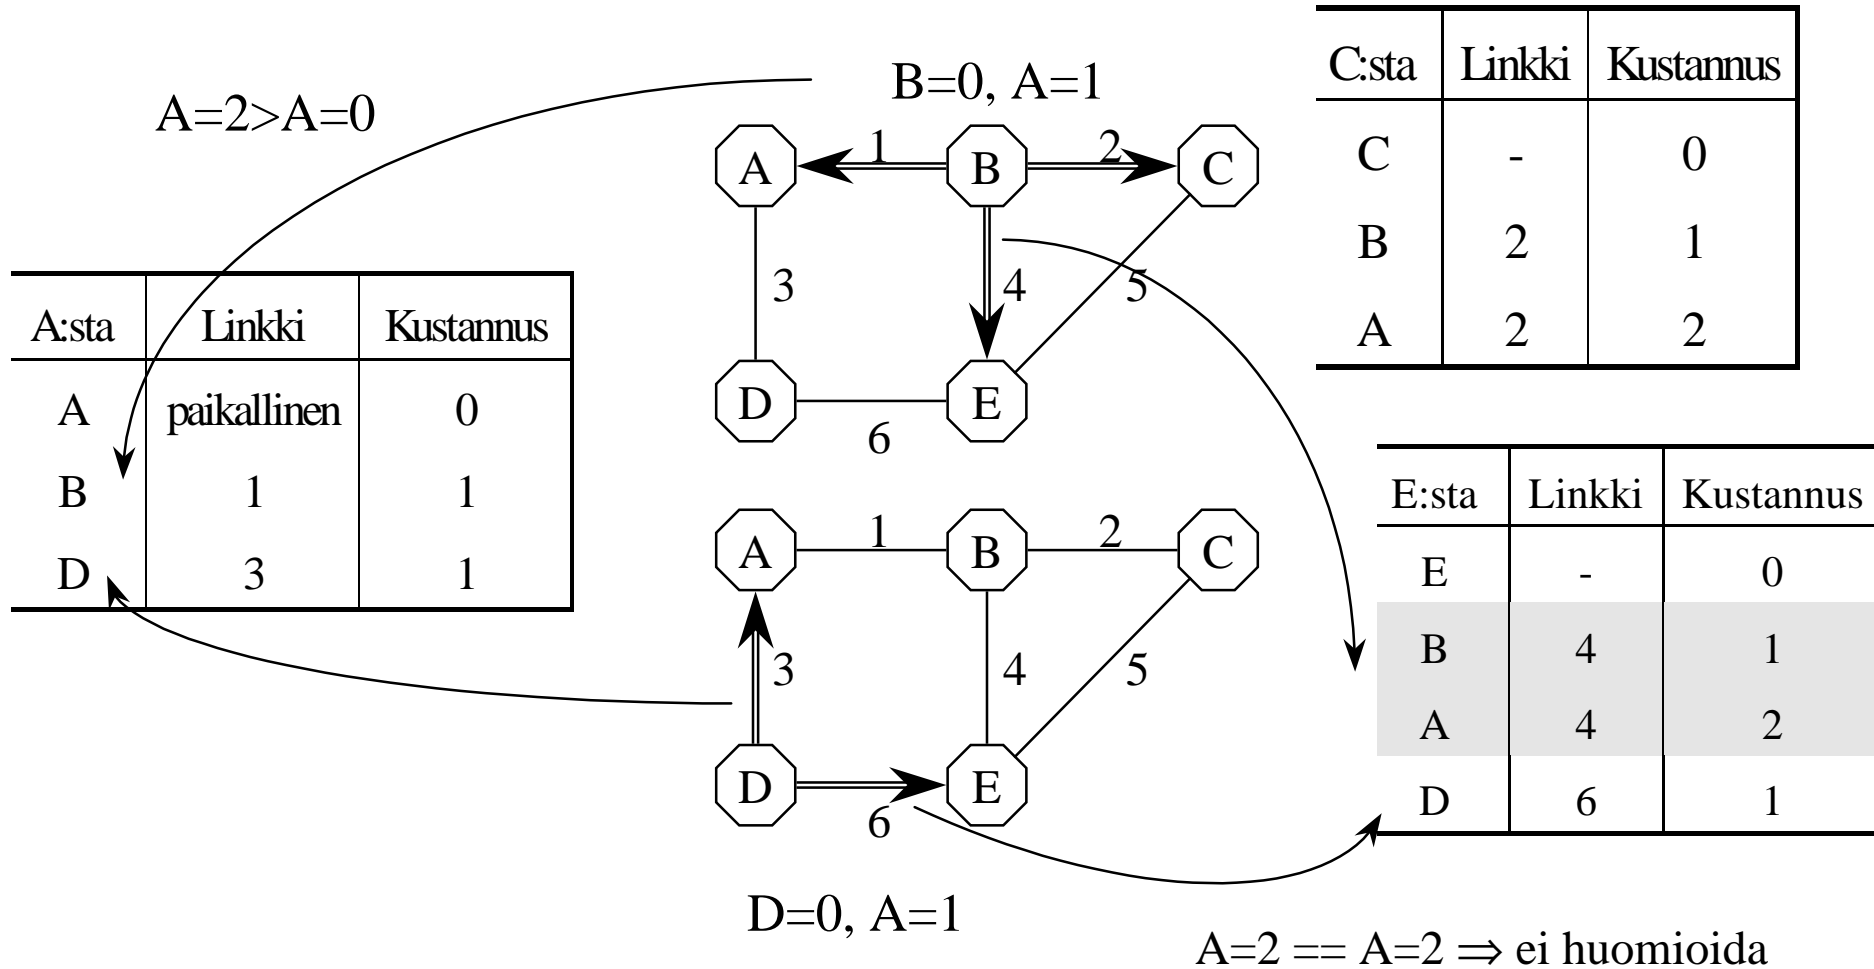 A=2>A=0
B=0, A=1
A 1 B 2 C
3 4 5
D 6 E
C:sta Linkki Kustannus
C - 0
B 2 1
A 2 2
A:sta Linkki Kustannus
A paikallinen 0
B 1 1
D 3 1
A 1 B 2 C
3 4 5
D 6 E
E:sta Linkki Kustannus
E - 0
B 4 1
A 4 2
D 6 1
D=0, A=1
A=2 == A=2 ⇒ ei huomioida